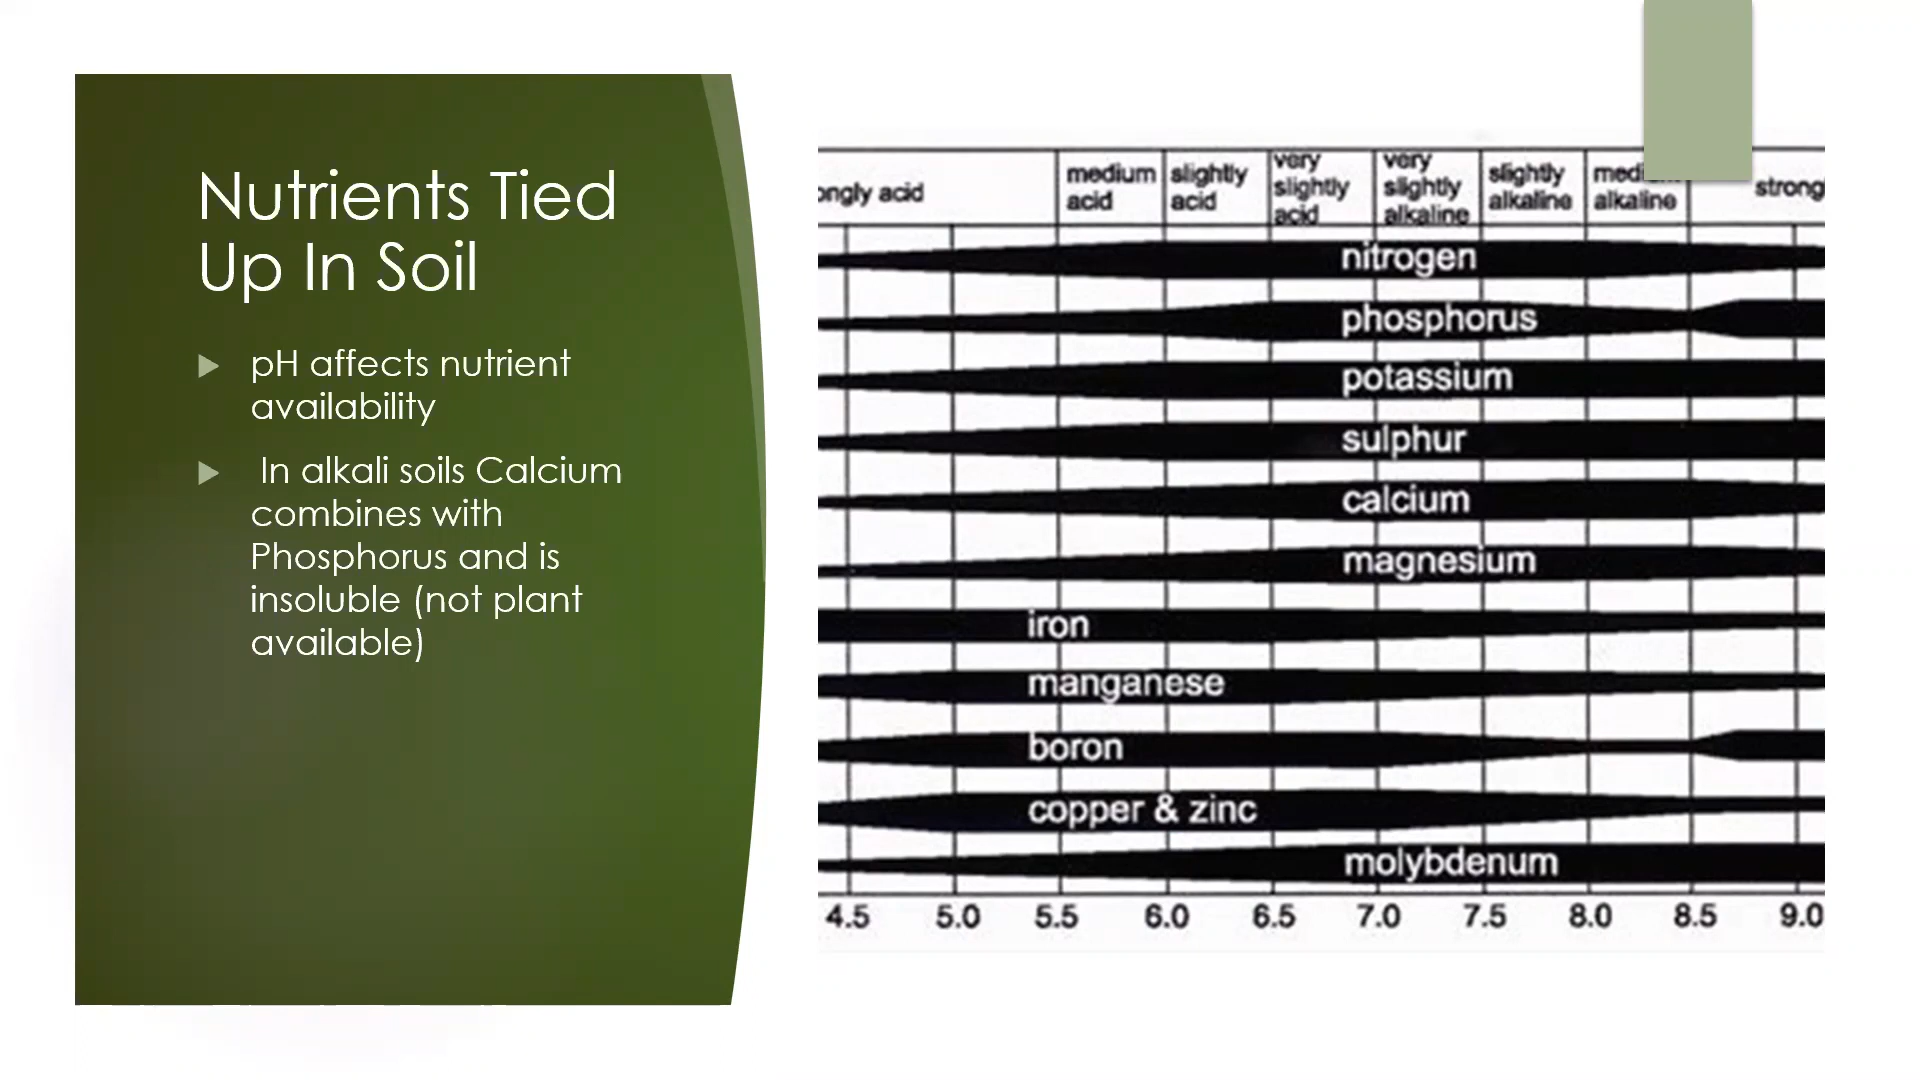 Nutrients Tied
Up In Soil
pH affects nutrient
availability
In alkali soils Calcium
combines with
Phosphorus and is
insoluble (not plant
available)
ongly acid
medium
acid
slightly
acid
very
slightly
acid
very
slightly
alkaline
slightly
alkaline
alkaline
strong
nitrogen
phosphorus
potassium
sulphur
calcium
magnesium
iron
manganese
boron
copper & zinc
molybdenum
4.5 5.0 5.5 6.0 6.5 7.0 7.5 8.0 8.5 9.0